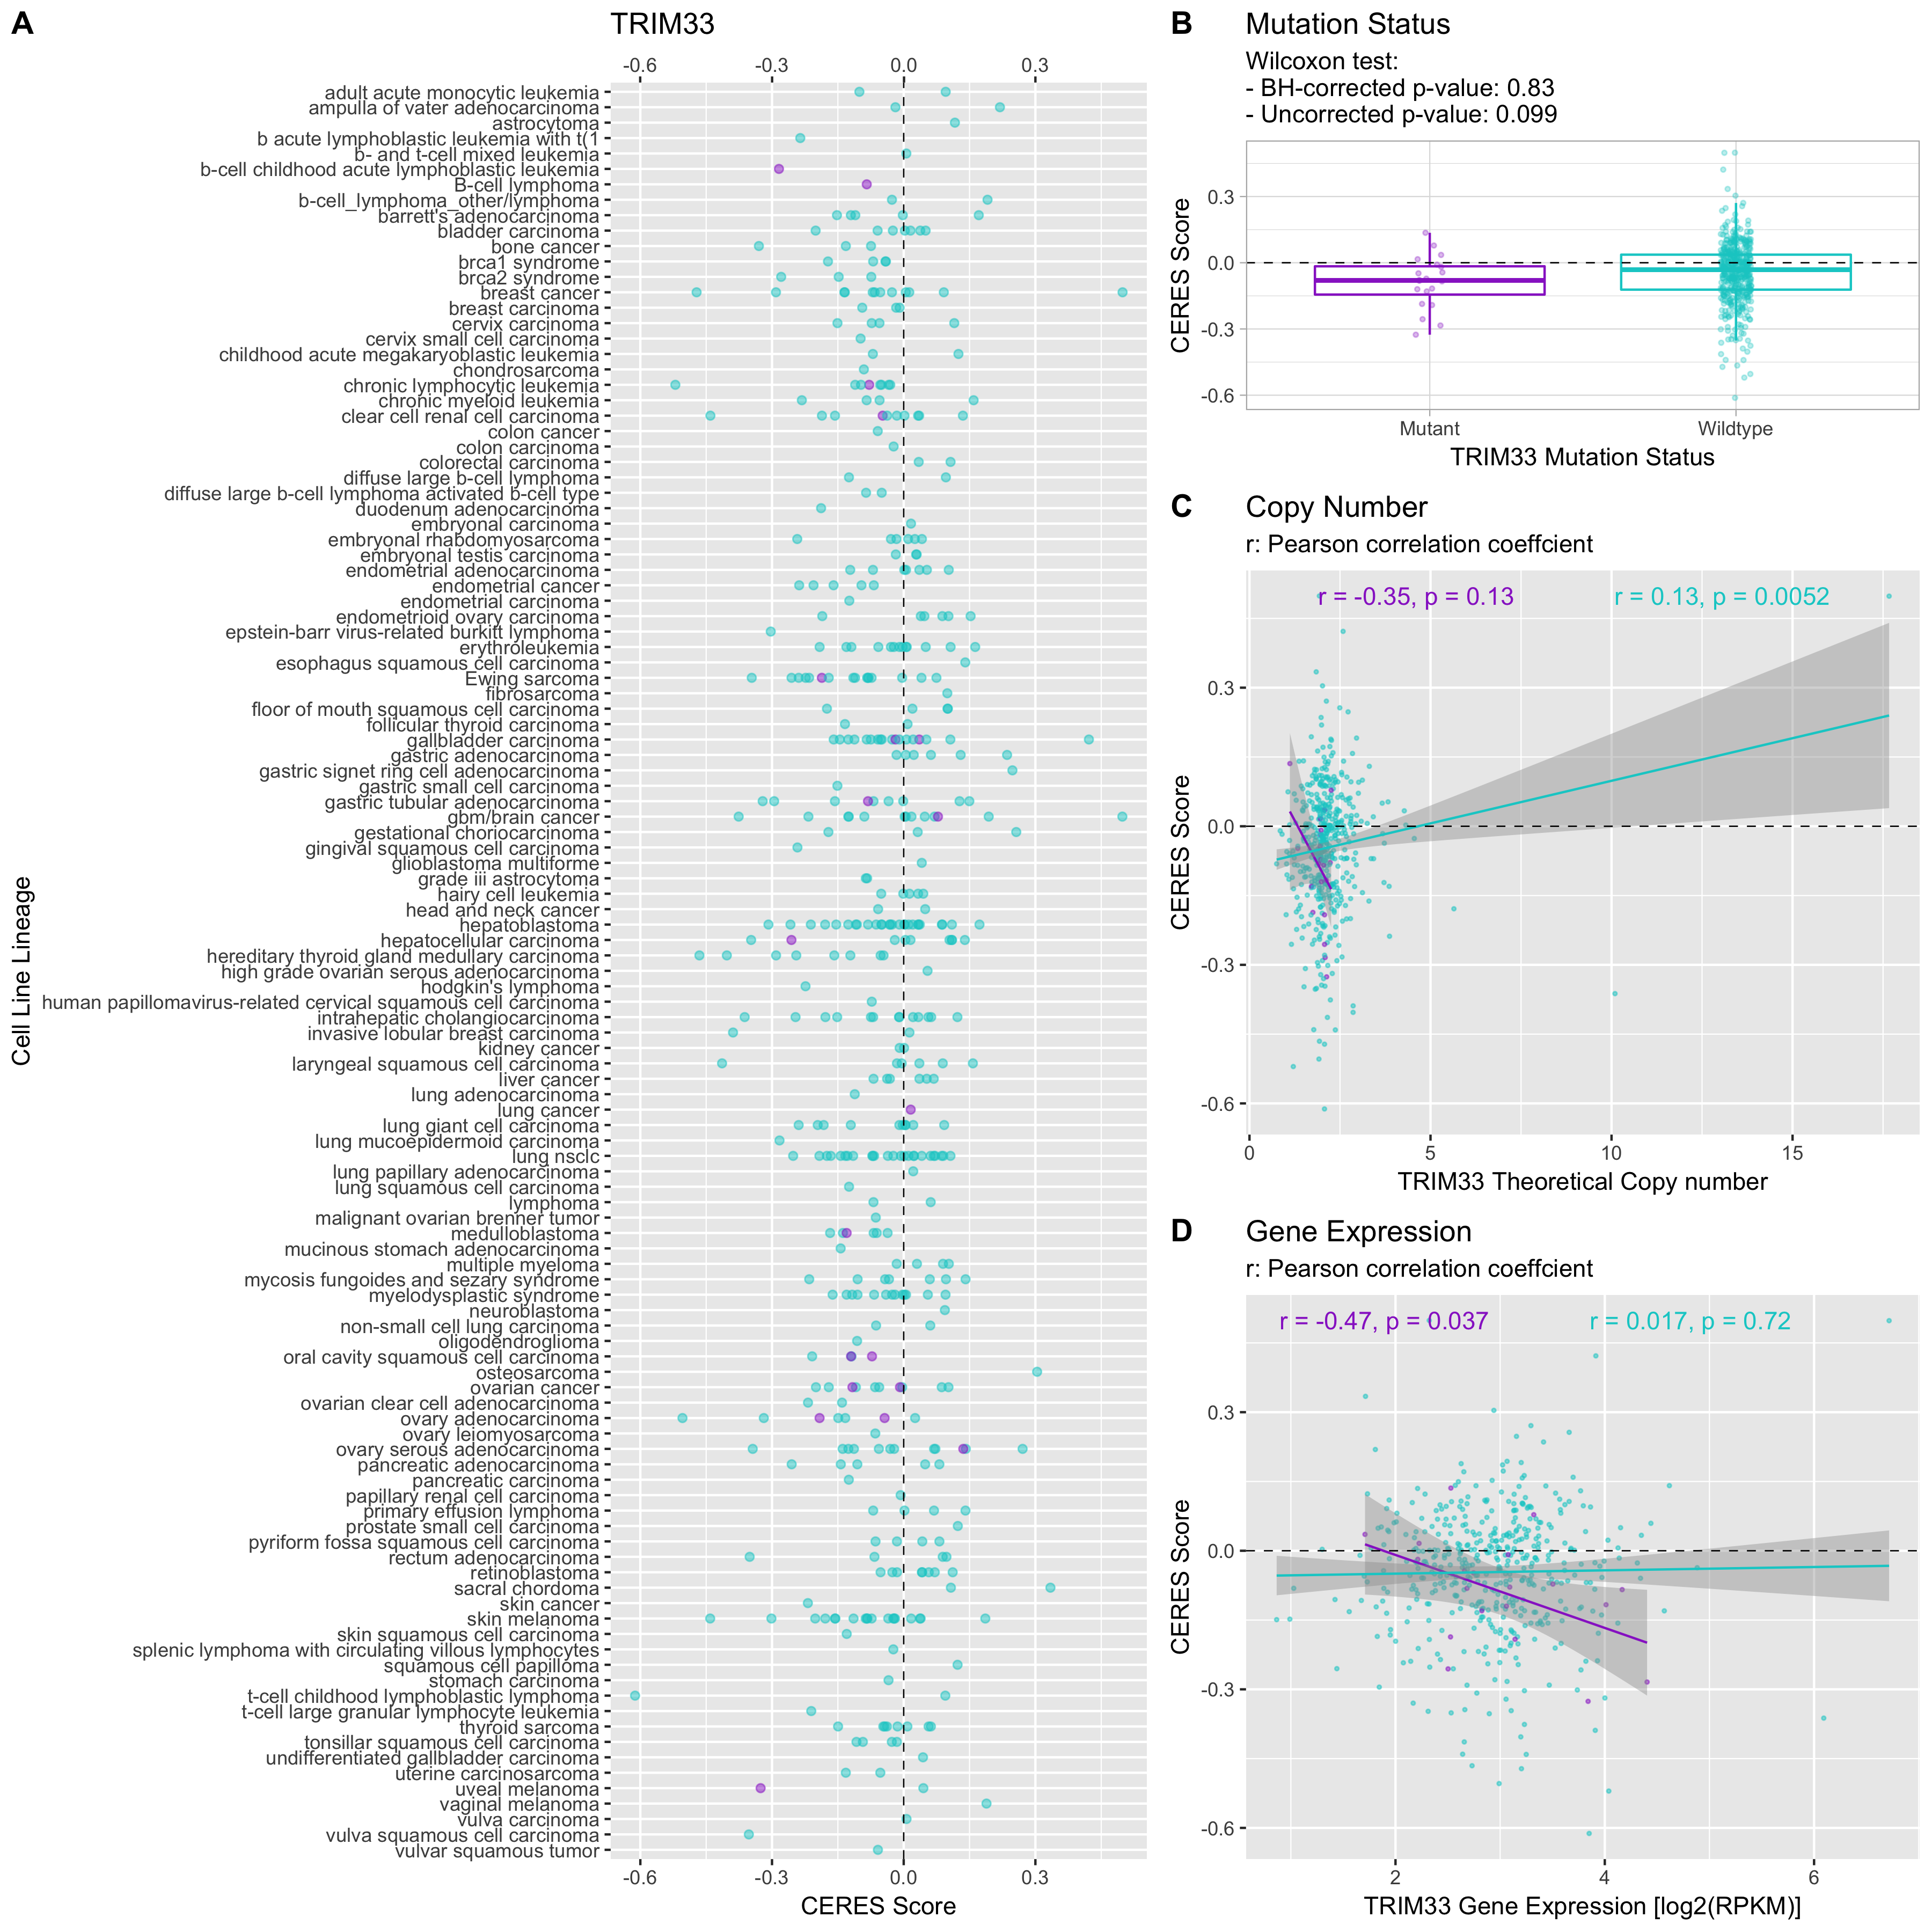 A
TRIM33
-0.6 -0.3 0.0 0.3
Cell Line Lineage
adult acute monocytic leukemia
ampulla of vater adenocarcinoma
astrocytoma
b acute lymphoblastic leukemia with t(1
b- and t-cell mixed leukemia
b-cell childhood acute lymphoblastic leukemia
B-cell lymphoma
b-cell_lymphoma_other/lymphoma
barrett's adenocarcinoma
bladder carcinoma
bone cancer
brca1 syndrome
brca2 syndrome
breast cancer
breast carcinoma
cervix carcinoma
cervix small cell carcinoma
childhood acute megakaryoblastic leukemia
chondrosarcoma
chronic lymphocytic leukemia
chronic myeloid leukemia
clear cell renal cell carcinoma
colon cancer
colon carcinoma
colorectal carcinoma
diffuse large b-cell lymphoma
diffuse large b-cell lymphoma activated b-cell type
duodenum adenocarcinoma
embryonal carcinoma
embryonal rhabdomyosarcoma
embryonal testis carcinoma
endometrial adenocarcinoma
endometrial cancer
endometrial carcinoma
endometrioid ovary carcinoma
epstein-barr virus-related burkitt lymphoma
erythroleukemia
esophagus squamous cell carcinoma
Ewing sarcoma
fibrosarcoma
floor of mouth squamous cell carcinoma
follicular thyroid carcinoma
gallbladder carcinoma
gastric adenocarcinoma
gastric signet ring cell adenocarcinoma
gastric small cell carcinoma
gastric tubular adenocarcinoma
gbm/brain cancer
gestational choriocarcinoma
gingival squamous cell carcinoma
glioblastoma multiforme
grade iii astrocytoma
hairy cell leukemia
head and neck cancer
hepatoblastoma
hepatocellular carcinoma
hereditary thyroid gland medullary carcinoma
high grade ovarian serous adenocarcinoma
hodgkin's lymphoma
human papillomavirus-related cervical squamous cell carcinoma
intrahepatic cholangiocarcinoma
invasive lobular breast carcinoma
kidney cancer
laryngeal squamous cell carcinoma
liver cancer
lung adenocarcinoma
lung cancer
lung giant cell carcinoma
lung mucoepidermoid carcinoma
lung nsclc
lung papillary adenocarcinoma
lung squamous cell carcinoma
lymphoma
malignant ovarian brenner tumor
medulloblastoma
mucinous stomach adenocarcinoma
multiple myeloma
mycosis fungoides and sezary syndrome
myelodysplastic syndrome
neuroblastoma
non-small cell lung carcinoma
oligodendroglioma
oral cavity squamous cell carcinoma
osteosarcoma
ovarian cancer
ovarian clear cell adenocarcinoma
ovary adenocarcinoma
ovary leiomyosarcoma
ovary serous adenocarcinoma
pancreatic adenocarcinoma
pancreatic carcinoma
papillary renal cell carcinoma
primary effusion lymphoma
prostate small cell carcinoma
pyriform fossa squamous cell carcinoma
rectum adenocarcinoma
retinoblastoma
sacral chordoma
skin cancer
skin melanoma
skin squamous cell carcinoma
splenic lymphoma with circulating villous lymphocytes
squamous cell papilloma
stomach carcinoma
t-cell childhood lymphoblastic lymphoma
t-cell large granular lymphocyte leukemia
thyroid sarcoma
tonsillar squamous cell carcinoma
undifferentiated gallbladder carcinoma
uterine carcinosarcoma
uveal melanoma
vaginal melanoma
vulva carcinoma
vulva squamous cell carcinoma
vulvar squamous tumor
-0.6 -0.3 0.0 0.3
CERES Score
B
Mutation Status
Wilcoxon test:
- BH-corrected p-value: 0.83
- Uncorrected p-value: 0.099
CERES Score
0.3
0.0
-0.3
-0.6
Mutant Wildtype
TRIM33 Mutation Status
C
Copy Number
r: Pearson correlation coeffcient
r = -0.35, p = 0.13 r = 0.13, p = 0.0052
CERES Score
0.3
0.0
-0.3
-0.6
0 5 10 15
TRIM33 Theoretical Copy number
D
Gene Expression
r: Pearson correlation coeffcient
r = -0.47, p = 0.037 r = 0.017, p = 0.72
CERES Score
0.3
0.0
-0.3
-0.6
2 4 6
TRIM33 Gene Expression [log2(RPKM)]